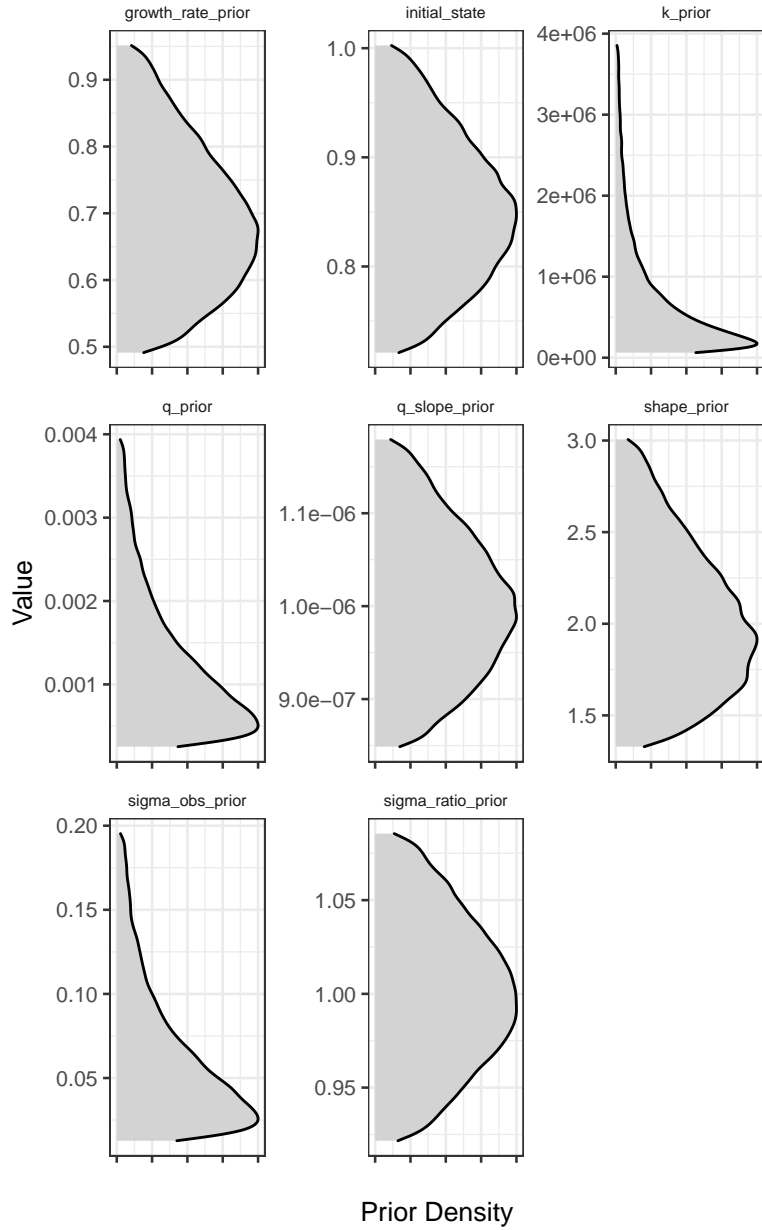 growth_rate_prior
0.9
0.8
0.7
0.6
0.5
initial_state
1.0
0.9
0.8
k_prior
4e+06
3e+06
2e+06
1e+06
0e+00
q_prior
0.004
0.003
0.002
0.001
q_slope_prior
1.1e−06
1.0e−06
9.0e−07
shape_prior
3.0
2.5
2.0
1.5
sigma_obs_prior
0.20
0.15
0.10
0.05
sigma_ratio_prior
1.05
1.00
0.95
Value
Prior Density